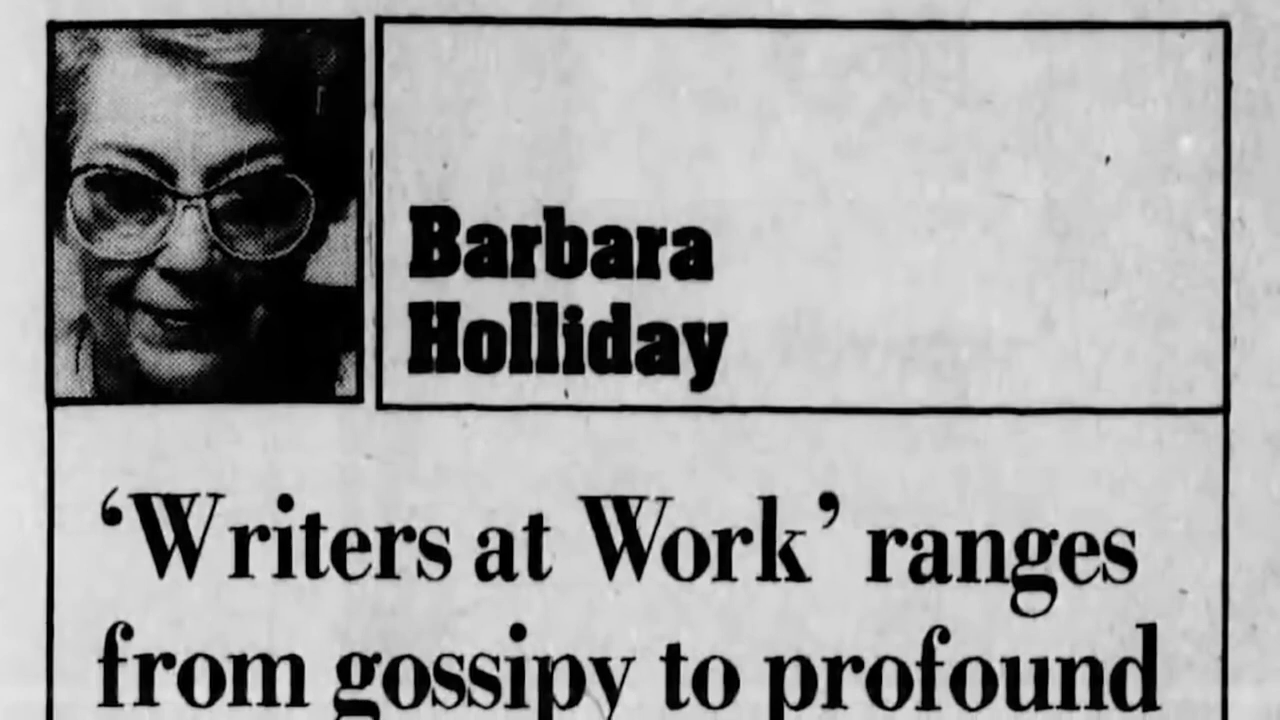 Barbara
Holliday
‘Writers at Work’ ranges
from gossipy to profound